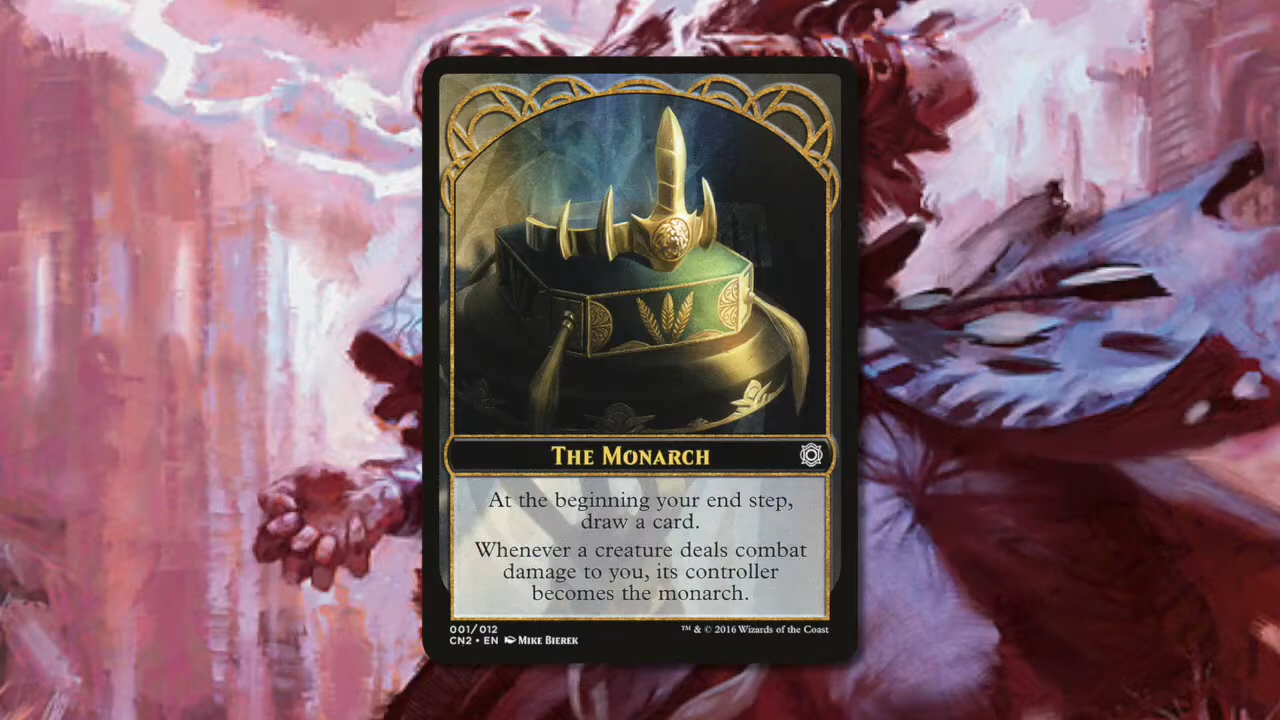 THE MONARCH
At the beginning your end step,
draw a card.
Whenever a creature deals combat
damage to you, its controller
becomes the monarch.
001/012
CN2 • EN MIKE BIEREK
™ & © 2016 Wizards of the Coast